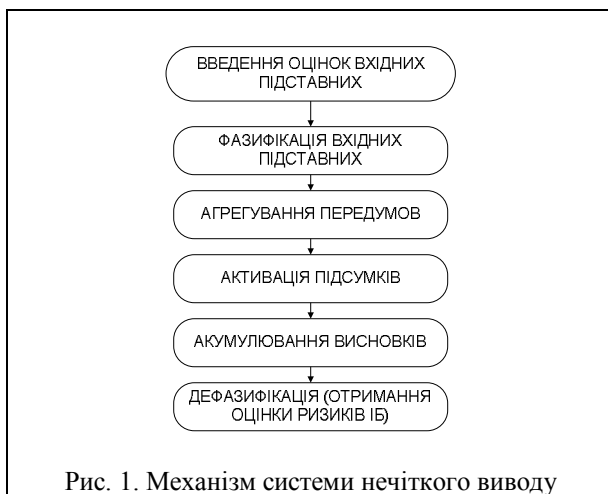 ВВЕДЕННЯ ОЦІНОК ВХІДНИХ
ПІДСТАВНИХ
ФАЗИФІКАЦІЯ ВХІДНИХ
ПІДСТАВНИХ
АГРЕГУВАННЯ ПЕРЕДУМОВ
АКТИВАЦІЯ ПІДСУМКІВ
АКУМУЛЮВАННЯ ВИСНОВКІВ
ДЕФАЗИФІКАЦІЯ (ОТРИМАННЯ
ОЦІНКИ РИЗИКІВ ІБ)
Рис. 1. Механізм системи нечіткого виводу